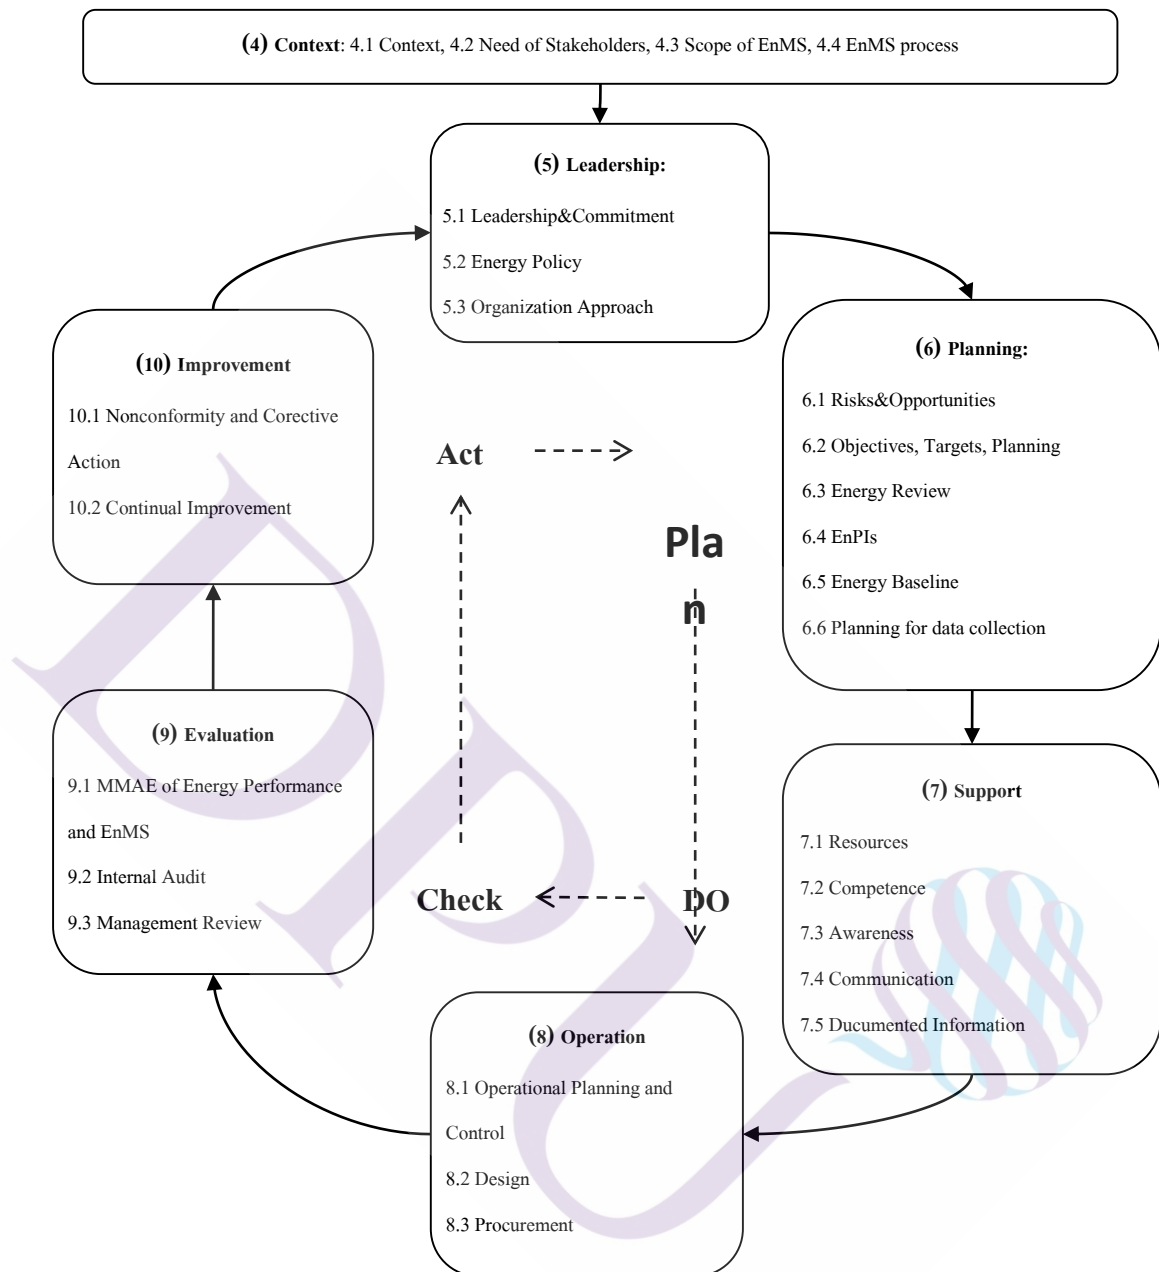 (4) Context: 4.1 Context, 4.2 Need of Stakeholders, 4.3 Scope of EnMS, 4.4 EnMS process
(5) Leadership:
5.1 Leadership&Commitment
5.2 Energy Policy
5.3 Organization Approach
(6) Planning:
6.1 Risks&Opportunities
6.2 Objectives, Targets, Planning
6.3 Energy Review
6.4 EnPIs
6.5 Energy Baseline
6.6 Planning for data collection
(7) Support
7.1 Resources
7.2 Competence
7.3 Awareness
7.4 Communication
7.5 Ducumented Information
(8) Operation
8.1 Operational Planning and
Control
8.2 Design
8.3 Procurement
(9) Evaluation
9.1 MMAE of Energy Performance
and EnMS
9.2 Internal Audit
9.3 Management Review
(10) Improvement
10.1 Nonconformity and Corective
Action
10.2 Continual Improvement
Act
Pla
n
DO
Check
DPU